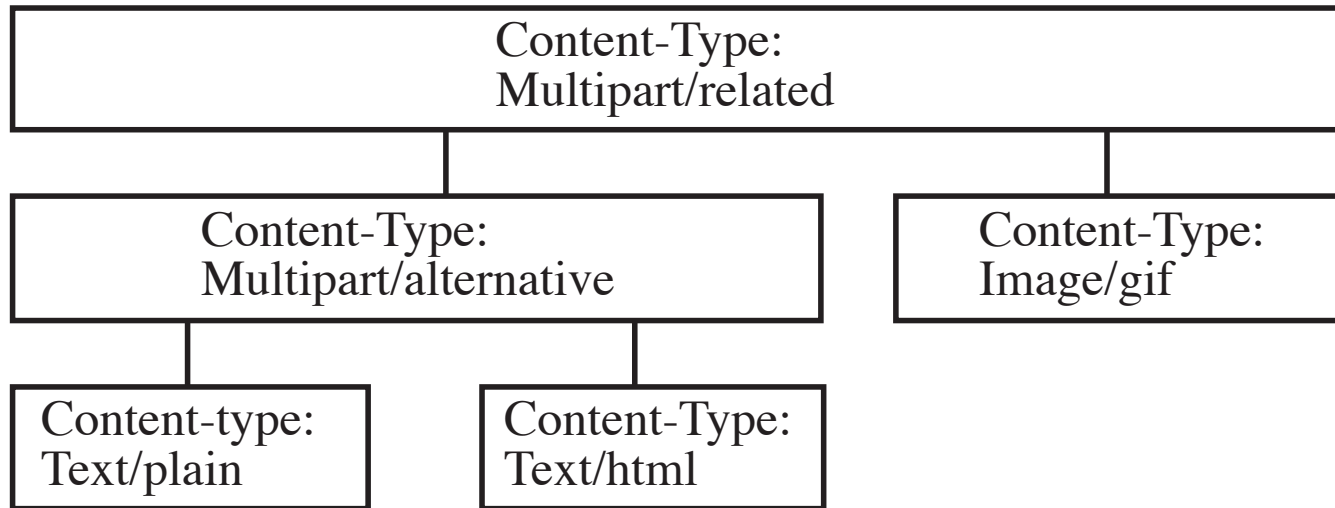 Content-Type:
Multipart/related
Content-Type:
Multipart/alternative
Content-Type:
Image/gif
Content-type:
Text/plain
Content-Type:
Text/html